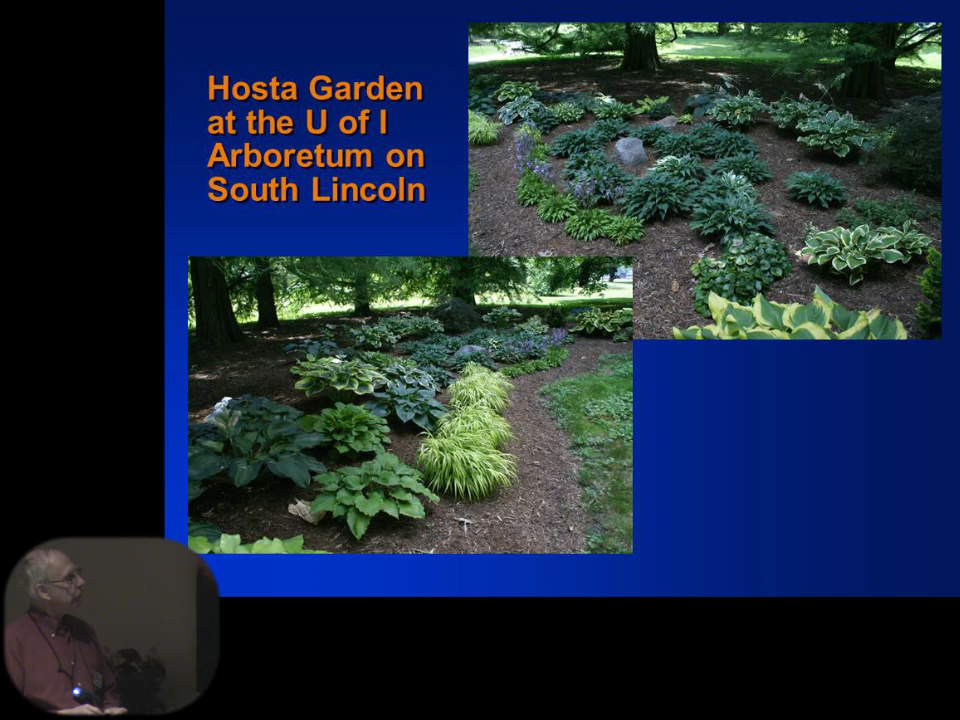 Hosta Garden
at the U of I
Arboretum on
South Lincoln